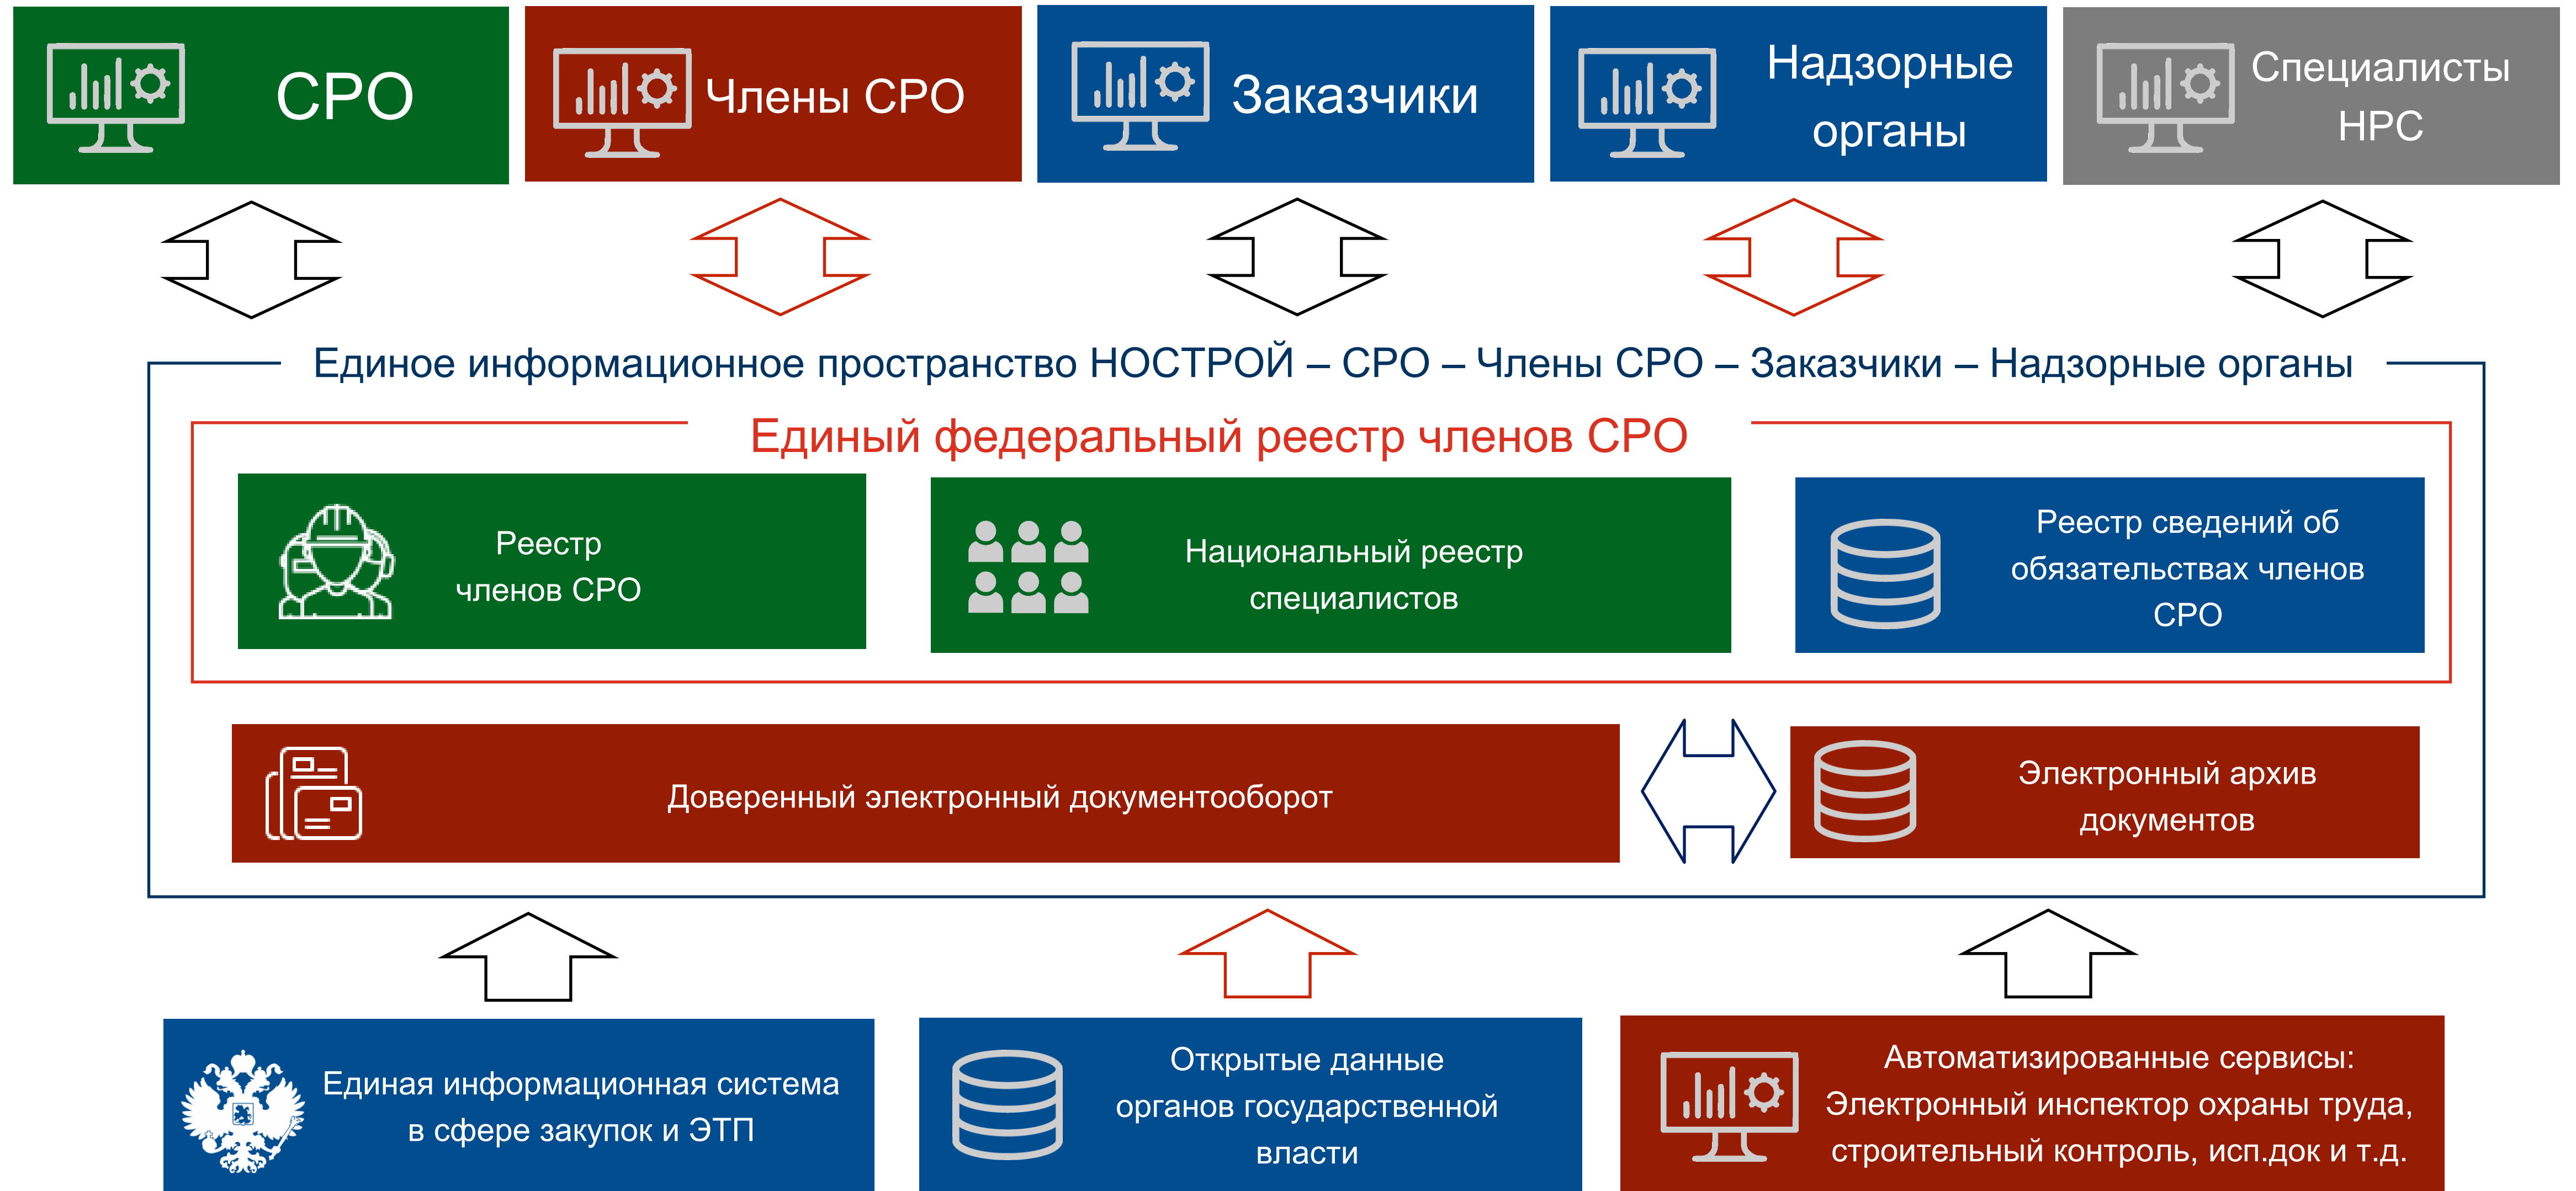 СРО
Члены СРО
Заказчики
Надзорные
органы
Специалисты
НРС
Единое информационное пространство НОСТРОЙ – СРО – Члены СРО – Заказчики – Надзорные органы
Единый федеральный реестр членов СРО
Реестр
членов СРО
Национальный реестр
специалистов
Реестр сведений об
обязательствах членов
СРО
Доверенный электронный документооборот
Электронный архив
документов
Единая информационная система
в сфере закупок и ЭТП
Открытые данные
органов государственной
власти
Автоматизированные сервисы:
Электронный инспектор охраны труда,
строительный контроль, исп.док и т.д.